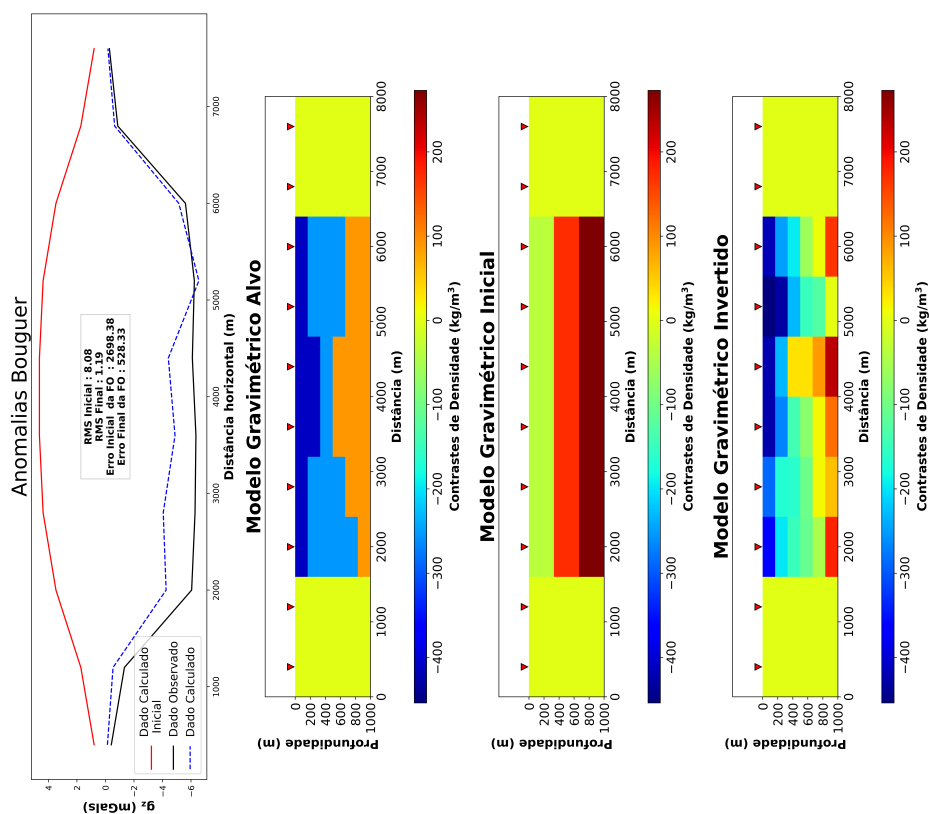 Anomalias Bouguer
4
2
0
−2
−4
−6
g_z (mGals)
RMS Inicial : 8.08
RMS Final : 1.19
Erro Inicial da FO : 2698.38
Erro Final da FO : 528.33
Dado Calculado
Inicial
Dado Observado
Dado Calculado
1000 2000 3000 4000 5000 6000 7000
Distância horizontal (m)
Modelo Gravimétrico Alvo
0
200
400
600
800
1000
Profundidade (m)
0 1000 2000 3000 4000 5000 6000 7000 8000
Distância (m)
−400 −300 −200 −100 0 100 200
Contrastes de Densidade (kg/m³)
Modelo Gravimétrico Inicial
0
200
400
600
800
1000
Profundidade (m)
0 1000 2000 3000 4000 5000 6000 7000 8000
Distância (m)
−400 −300 −200 −100 0 100 200
Contrastes de Densidade (kg/m³)
Modelo Gravimétrico Invertido
0
200
400
600
800
1000
Profundidade (m)
0 1000 2000 3000 4000 5000 6000 7000 8000
Distância (m)
−400 −300 −200 −100 0 100 200
Contrastes de Densidade (kg/m³)